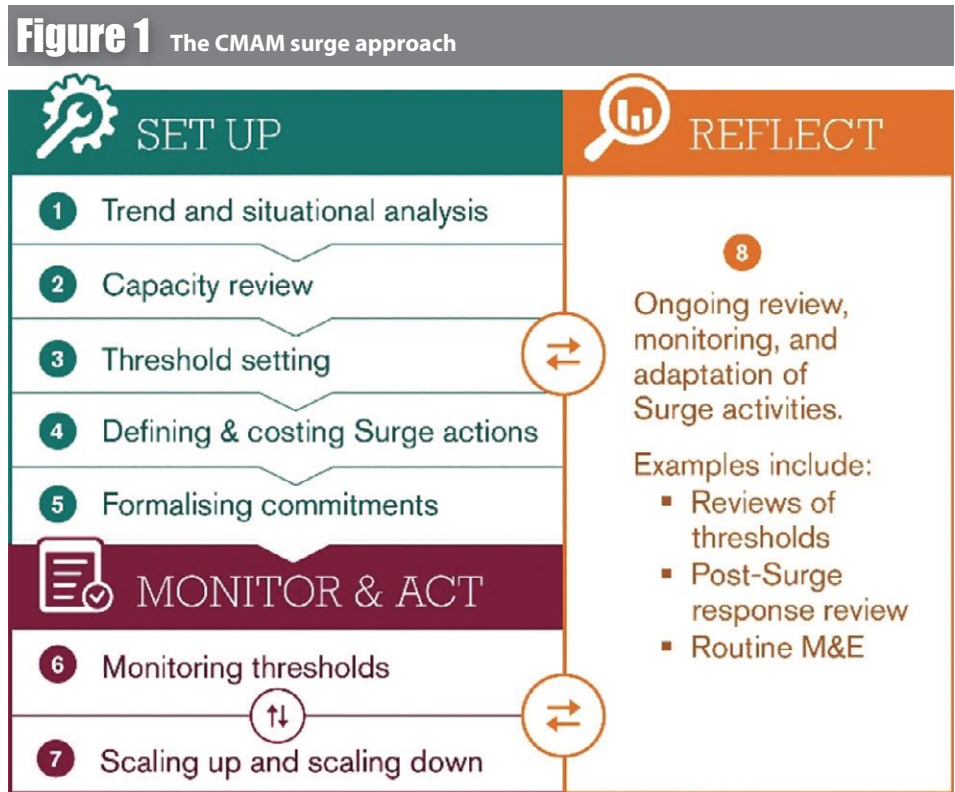 Figure 1 The CMAM surge approach
SET UP
1 Trend and situational analysis
2 Capacity review
3 Threshold setting
4 Defining & costing Surge actions
5 Formalising commitments
MONITOR & ACT
6 Monitoring thresholds
7 Scaling up and scaling down
REFLECT
8
Ongoing review,
monitoring, and
adaptation of
Surge activities.
Examples include:
▪ Reviews of
thresholds
▪ Post-Surge
response review
▪ Routine M&E